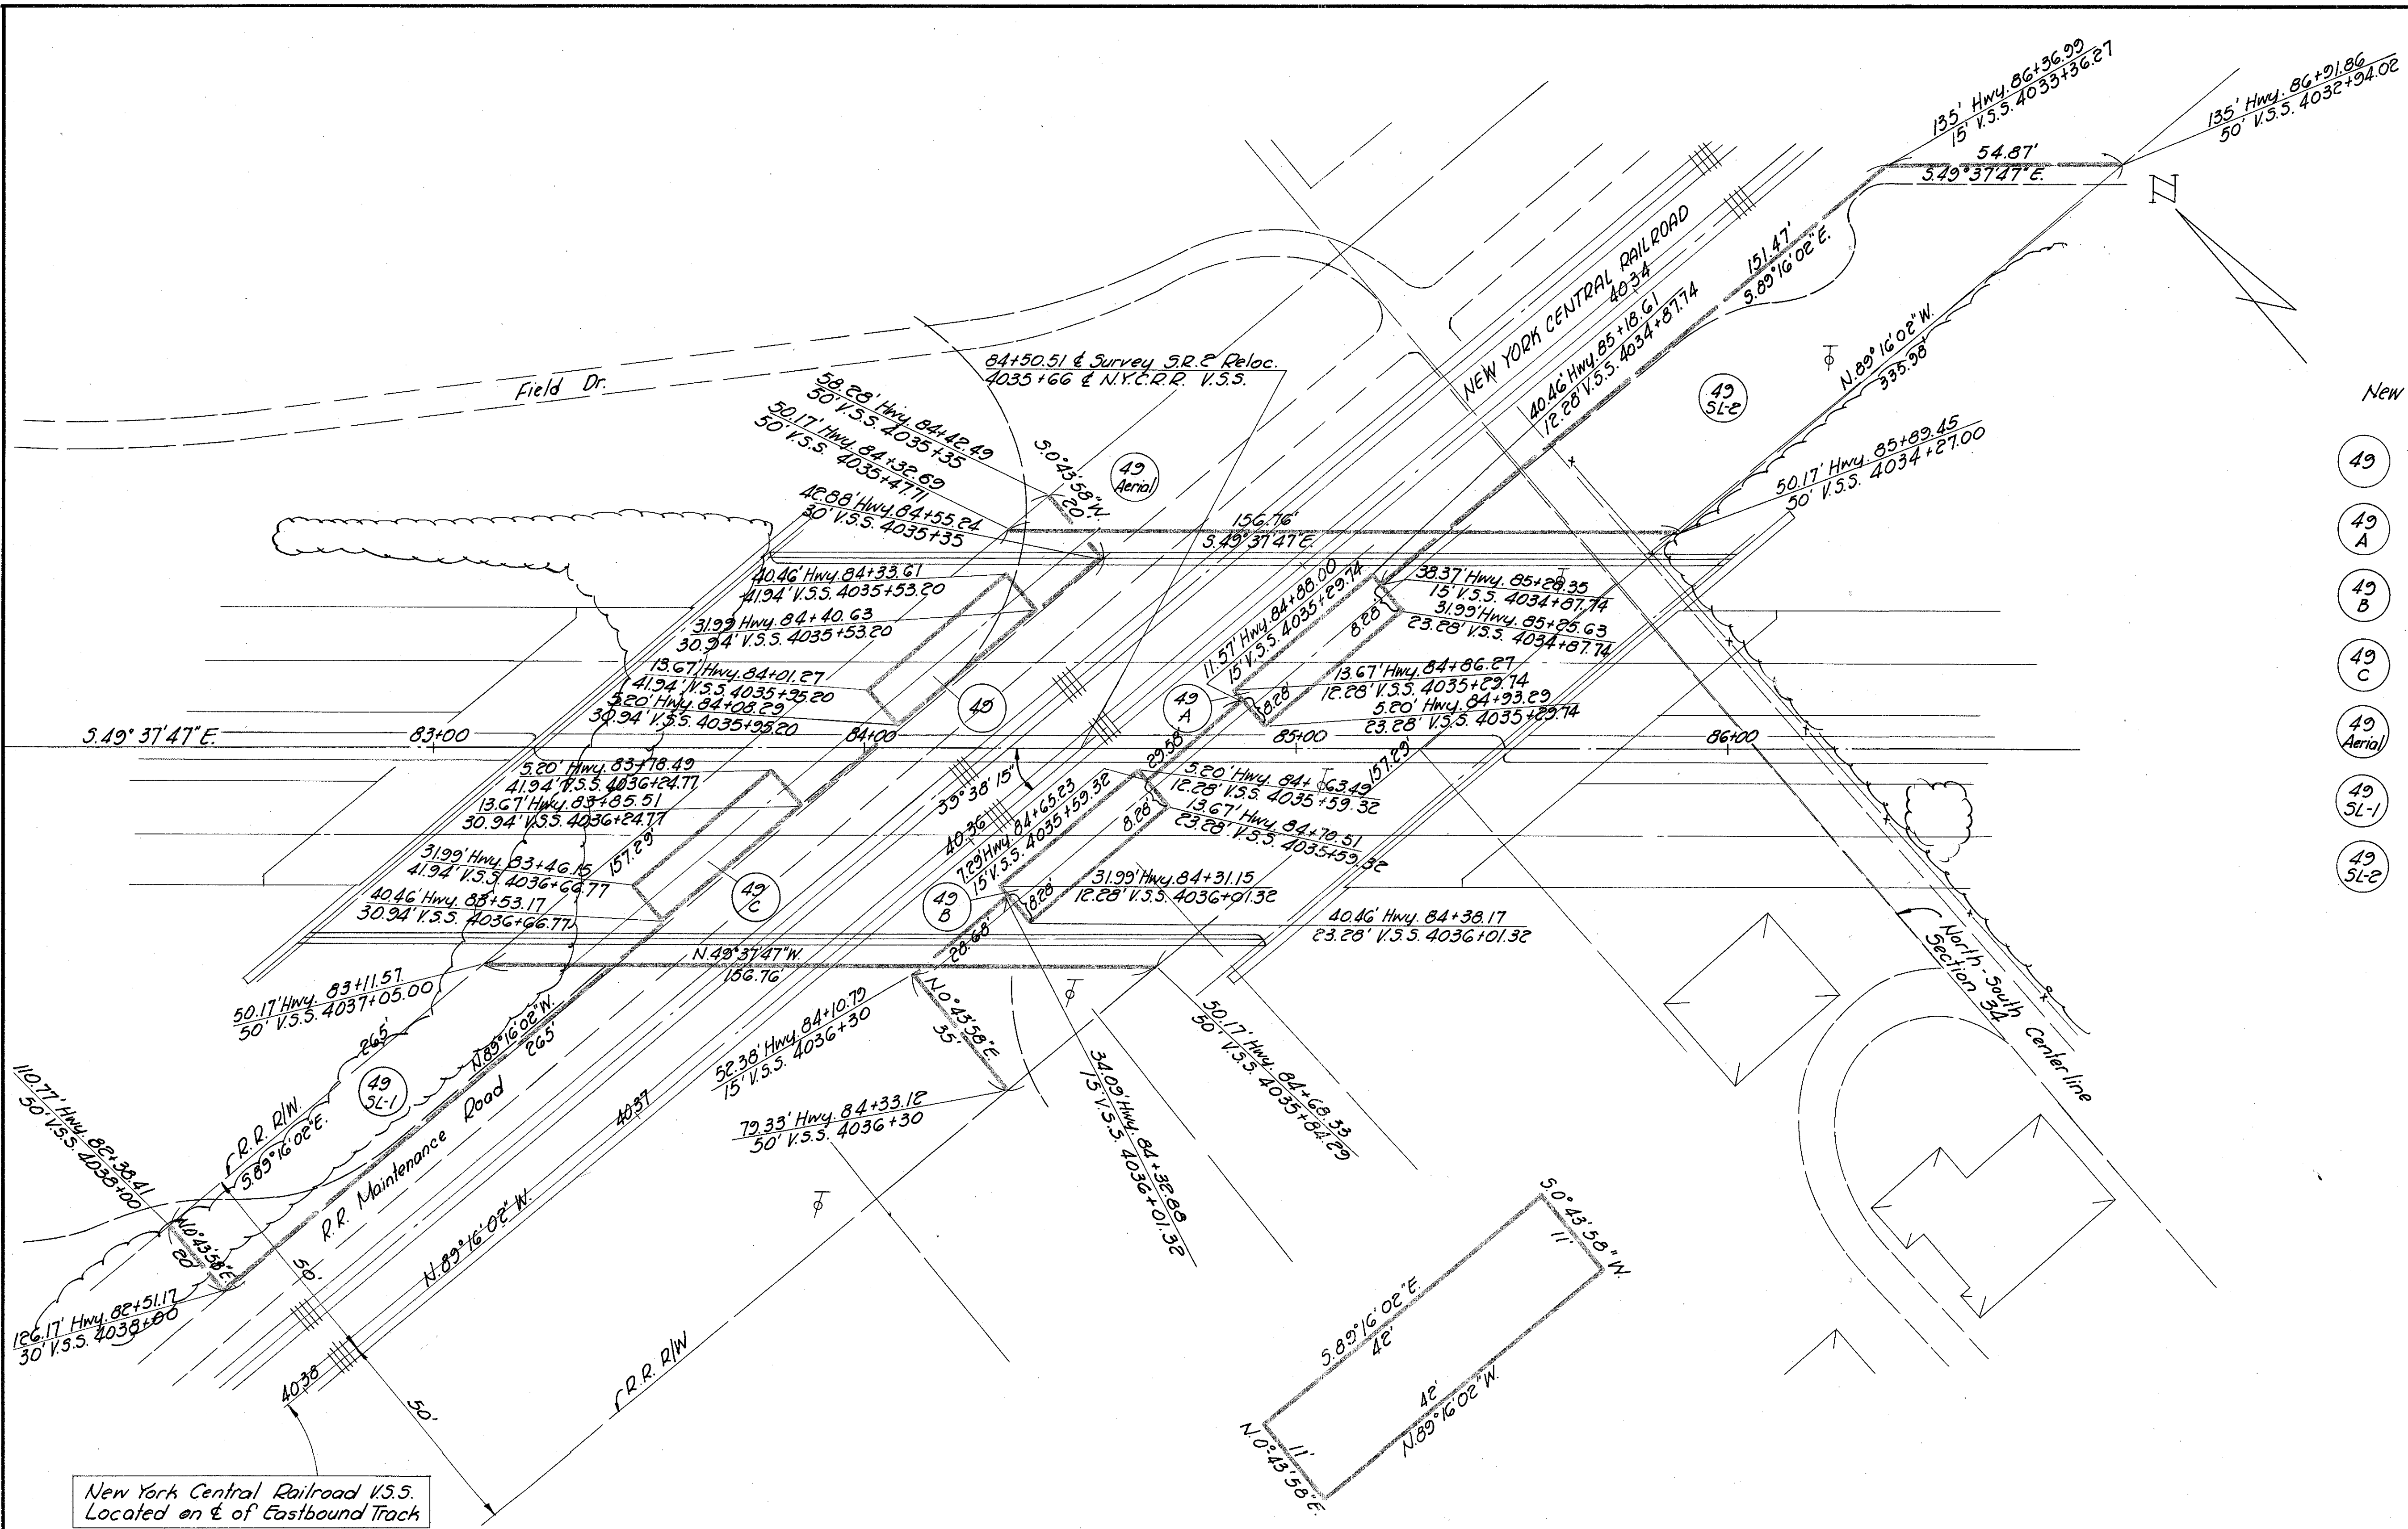 135' Hwy. 86+36.99
15' V.S.S. 4033+36.27
135' Hwy. 86+91.86
50' V.S.S. 4032+94.02
54.87'
S.49°37'47"E.
N
NEW YORK CENTRAL RAILROAD
4034
151.47'
S.89°16'02"E.
40.46' Hwy. 85+18.61
12.28' V.S.S. 4034+87.74
N.89°16'02"W.
335.98'
49
SL-2
New
Field Dr.
84+50.51 ℄ Survey S.R.2 Reloc.
4035+66 ℄ N.Y.C.R.R. V.S.S.
58.28' Hwy. 84+42.49
50' V.S.S. 4035+35
50.17' Hwy. 84+32.69
50' V.S.S. 4035+47.71
42.88' Hwy. 84+55.24
30' V.S.S. 4035+35
S.0°43'58"W.
20'
49
Aerial
50.17' Hwy. 85+89.45
50' V.S.S. 4034+27.00
156.76'
S.49°37'47"E.
49
49
A
49
B
49
C
49
Aerial
49
SL-1
49
SL-2
40.46' Hwy. 84+33.61
41.94' V.S.S. 4035+53.20
31.99' Hwy. 84+40.63
30.94' V.S.S. 4035+53.20
13.67' Hwy. 84+01.27
41.94' V.S.S. 4035+95.20
5.20' Hwy. 84+08.29
30.94' V.S.S. 4035+95.20
49
11.57' Hwy. 84+88.00
15' V.S.S. 4035+29.74
38.37' Hwy. 85+28.35
15' V.S.S. 4034+87.74
31.99' Hwy. 85+25.63
23.28' V.S.S. 4034+87.74
8.28'
13.67' Hwy. 84+86.27
12.28' V.S.S. 4035+29.74
5.20' Hwy. 84+93.29
23.28' V.S.S. 4035+29.74
49
A
8.28'
S.49°37'47"E.
83+00
84+00
85+00
86+00
29.58'
39°38'15"
157.29'
5.20' Hwy. 83+78.49
41.94' V.S.S. 4036+24.77
13.67' Hwy. 83+85.51
30.94' V.S.S. 4036+24.77
157.29'
31.99' Hwy. 83+46.15
41.94' V.S.S. 4036+66.77
40.46' Hwy. 83+53.17
30.94' V.S.S. 4036+66.77
49
C
4036
7.29' Hwy. 84+65.23
15' V.S.S. 4035+59.32
5.20' Hwy. 84+63.49
12.28' V.S.S. 4035+59.32
13.67' Hwy. 84+70.51
23.28' V.S.S. 4035+59.32
8.28'
31.99' Hwy. 84+31.15
12.28' V.S.S. 4036+01.32
40.46' Hwy. 84+38.17
23.28' V.S.S. 4036+01.32
49
B
8.28'
28.68'
N.49°37'47"W.
156.76'
50.17' Hwy. 83+11.57
50' V.S.S. 4037+05.00
52.38' Hwy. 84+10.79
15' V.S.S. 4036+30
N.0°43'58"E.
35'
79.33' Hwy. 84+33.12
50' V.S.S. 4036+30
34.09' Hwy. 84+32.88
15' V.S.S. 4036+01.32
50.17' Hwy. 84+68.33
50' V.S.S. 4035+84.29
North-South Center line
Section 34
265'
N.89°16'02"W.
265'
49
SL-1
R.R. R/W.
S.89°16'02"E.
R.R. Maintenance Road
4037
110.77' Hwy. 82+38.41
50' V.S.S. 4038+00
N.0°43'58"E.
20'
126.17' Hwy. 82+51.17
30' V.S.S. 4038+00
50'
N.89°16'02"W.
4038
50'
R.R. R/W
S.0°43'58"W.
11'
S.89°16'02"E.
42'
42'
N.89°16'02"W.
N.0°43'58"E.
11'
New York Central Railroad V.S.S.
Located on ℄ of Eastbound Track